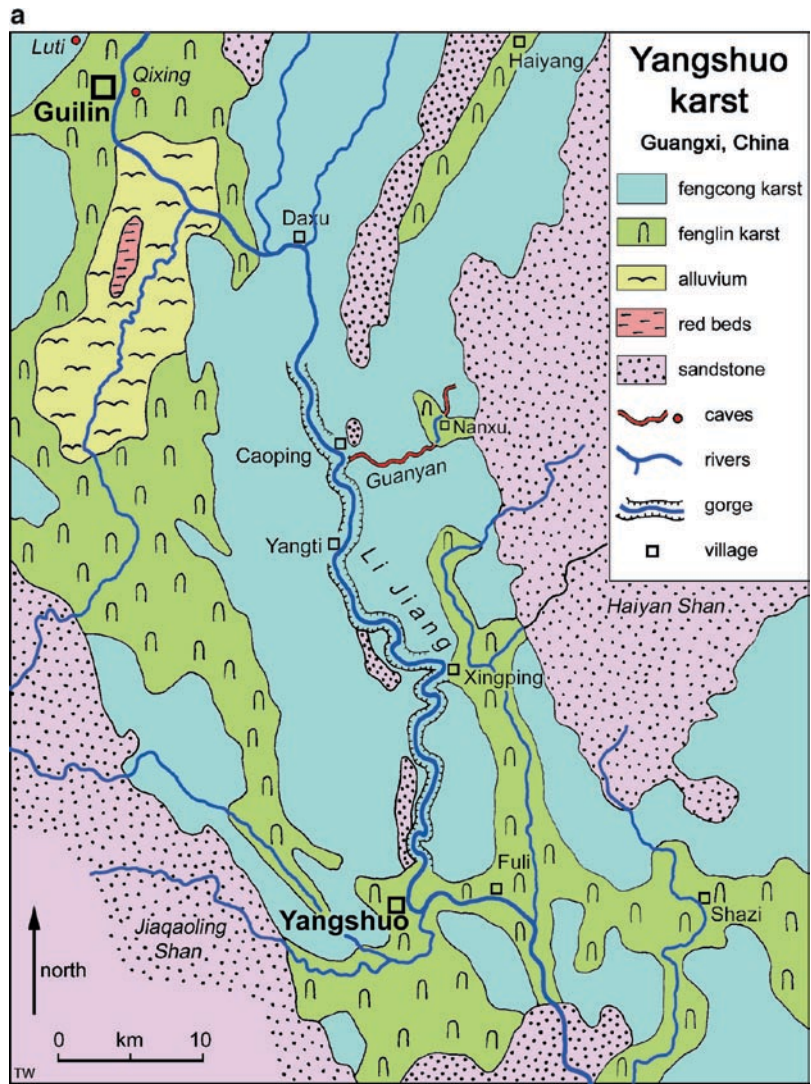 a
Luti
Qixing
Guilin
Haiyang
Daxu
Caoping
Nanxu
Guanyan
Yangti
Li Jiang
Haiyan Shan
Xingping
Fuli
Yangshuo
Shazi
Jiaqaoling
Shan
north
0 km 10
TW
Yangshuo
karst
Guangxi, China
fengcong karst
fenglin karst
alluvium
red beds
sandstone
caves
rivers
gorge
village